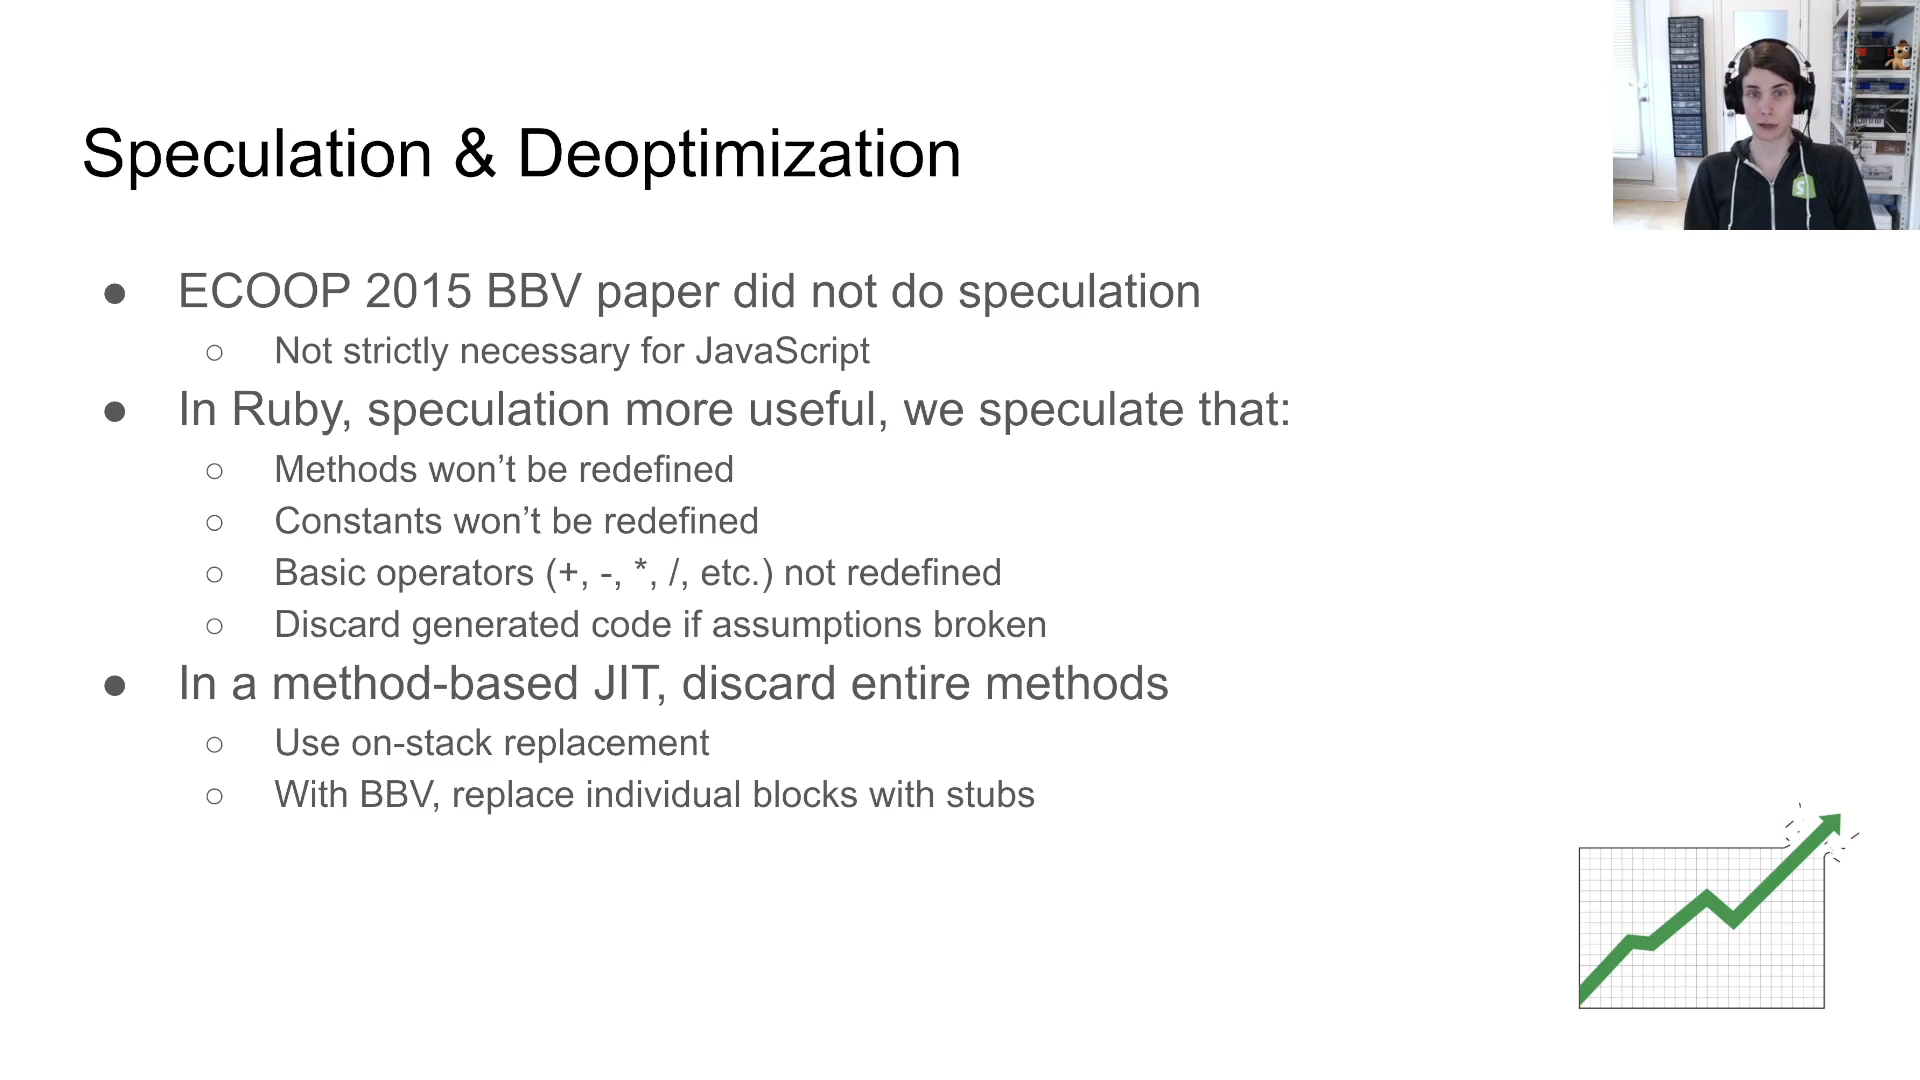 Speculation & Deoptimization
● ECOOP 2015 BBV paper did not do speculation
○ Not strictly necessary for JavaScript
● In Ruby, speculation more useful, we speculate that:
○ Methods won’t be redefined
○ Constants won’t be redefined
○ Basic operators (+, -, *, /, etc.) not redefined
○ Discard generated code if assumptions broken
● In a method-based JIT, discard entire methods
○ Use on-stack replacement
○ With BBV, replace individual blocks with stubs